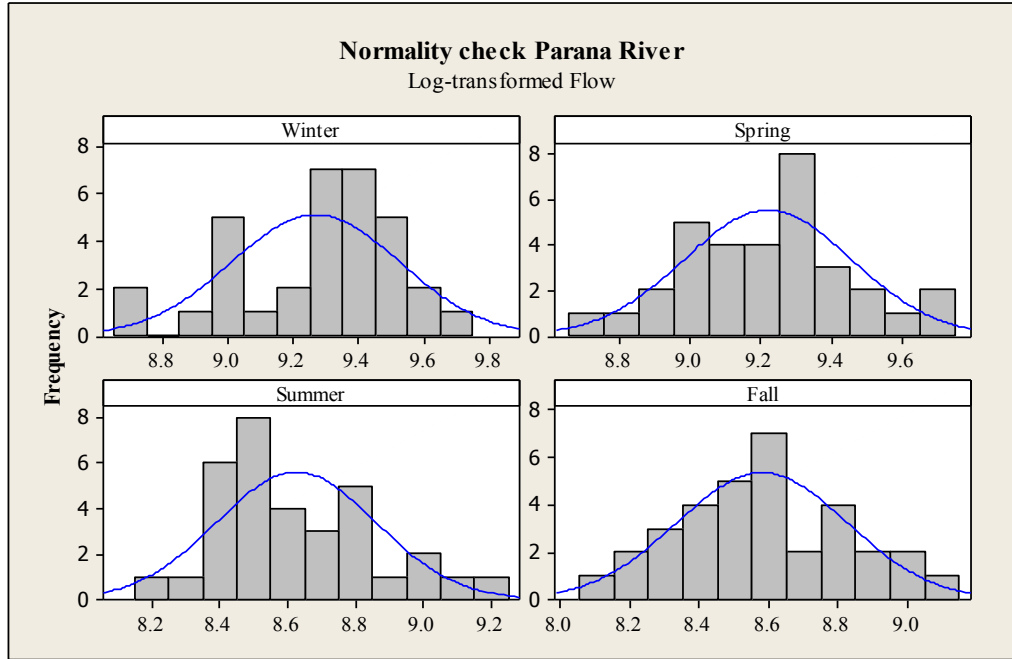 Normality check Parana River
Log-transformed Flow
Winter
Spring
8
6
4
2
0
8.8 9.0 9.2 9.4 9.6 9.8
8
6
4
2
0
8.8 9.0 9.2 9.4 9.6
Frequency
Summer
Fall
8
6
4
2
0
8.2 8.4 8.6 8.8 9.0 9.2
8
6
4
2
0
8.0 8.2 8.4 8.6 8.8 9.0